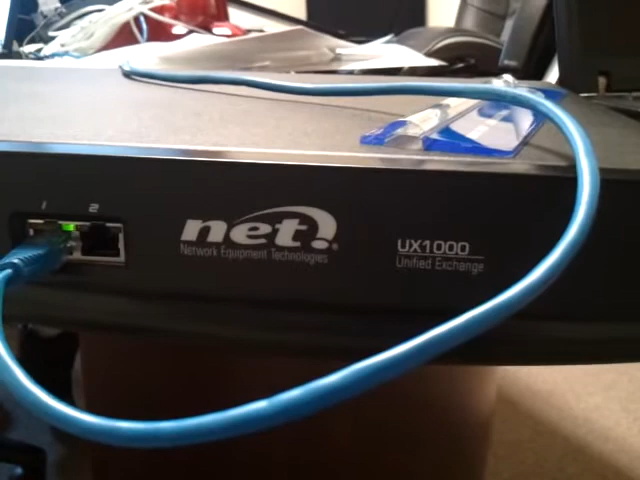 1 2
net.®
Network Equipment Technologies
UX1000
Unified Exchange